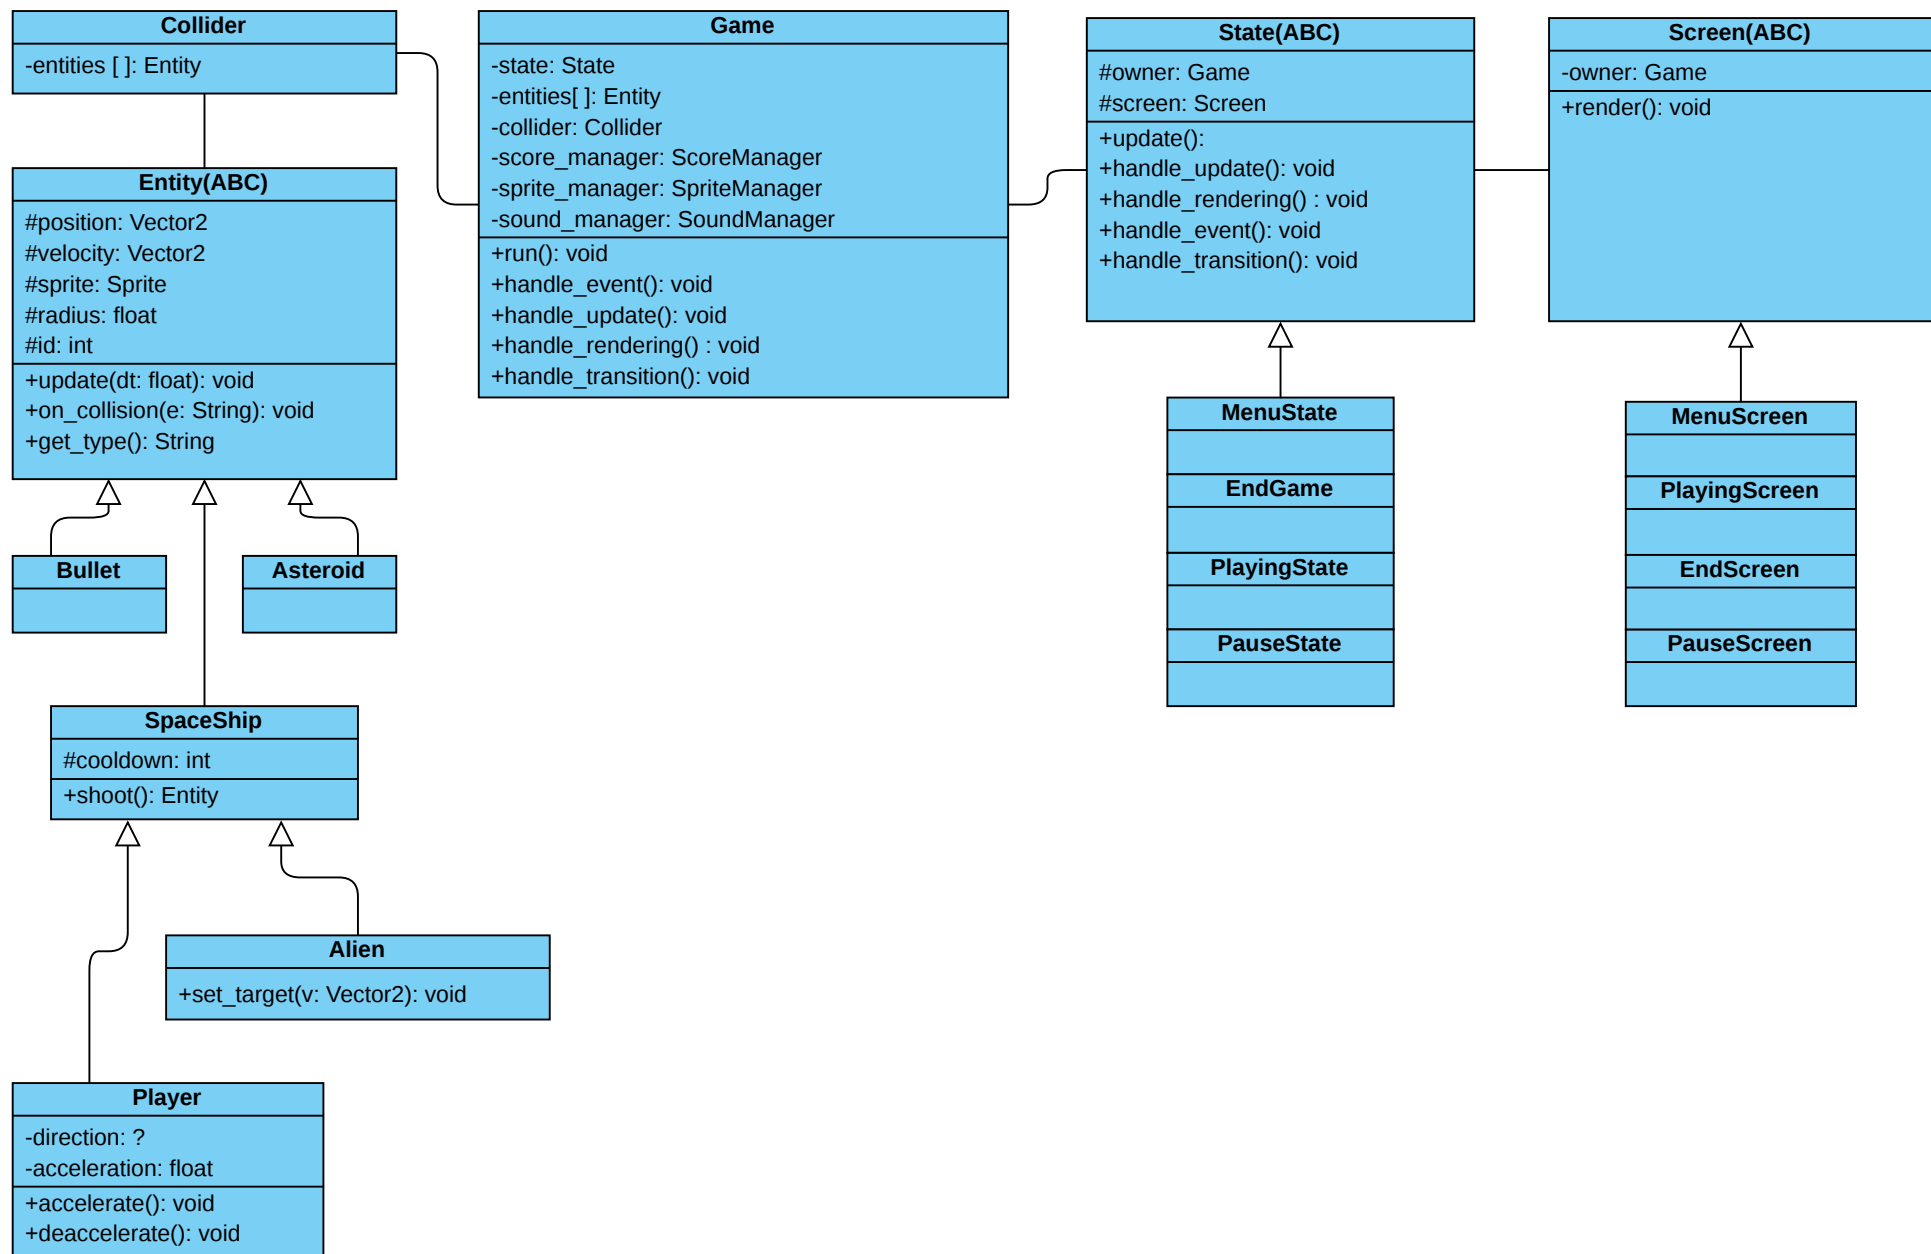 Collider
-entities [ ]: Entity
Entity(ABC)
#position: Vector2
#velocity: Vector2
#sprite: Sprite
#radius: float
#id: int
+update(dt: float): void
+on_collision(e: String): void
+get_type(): String
Bullet
Asteroid
SpaceShip
#cooldown: int
+shoot(): Entity
Alien
+set_target(v: Vector2): void
Player
-direction: ?
-acceleration: float
+accelerate(): void
+deaccelerate(): void
Game
-state: State
-entities[ ]: Entity
-collider: Collider
-score_manager: ScoreManager
-sprite_manager: SpriteManager
-sound_manager: SoundManager
+run(): void
+handle_event(): void
+handle_update(): void
+handle_rendering() : void
+handle_transition(): void
State(ABC)
#owner: Game
#screen: Screen
+update():
+handle_update(): void
+handle_rendering() : void
+handle_event(): void
+handle_transition(): void
MenuState
EndGame
PlayingState
PauseState
Screen(ABC)
-owner: Game
+render(): void
MenuScreen
PlayingScreen
EndScreen
PauseScreen